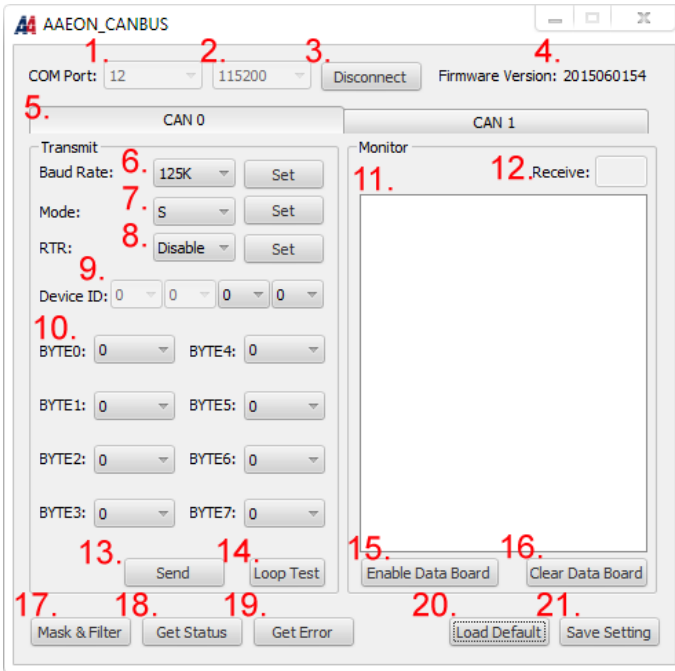 AAEON_CANBUS
1. 2. 3. 4.
COM Port: 12 115200 Disconnect Firmware Version: 2015060154
5. CAN 0 CAN 1
Transmit Monitor
Baud Rate: 6. 125K Set 11. 12. Receive:
Mode: 7. S Set
RTR: 8. Disable Set
9.
Device ID: 0 0 0 0
10.
BYTE0: 0 BYTE4: 0
BYTE1: 0 BYTE5: 0
BYTE2: 0 BYTE6: 0
BYTE3: 0 BYTE7: 0
13. 14. 15. 16.
Send Loop Test Enable Data Board Clear Data Board
17. 18. 19. 20. 21.
Mask & Filter Get Status Get Error Load Default Save Setting